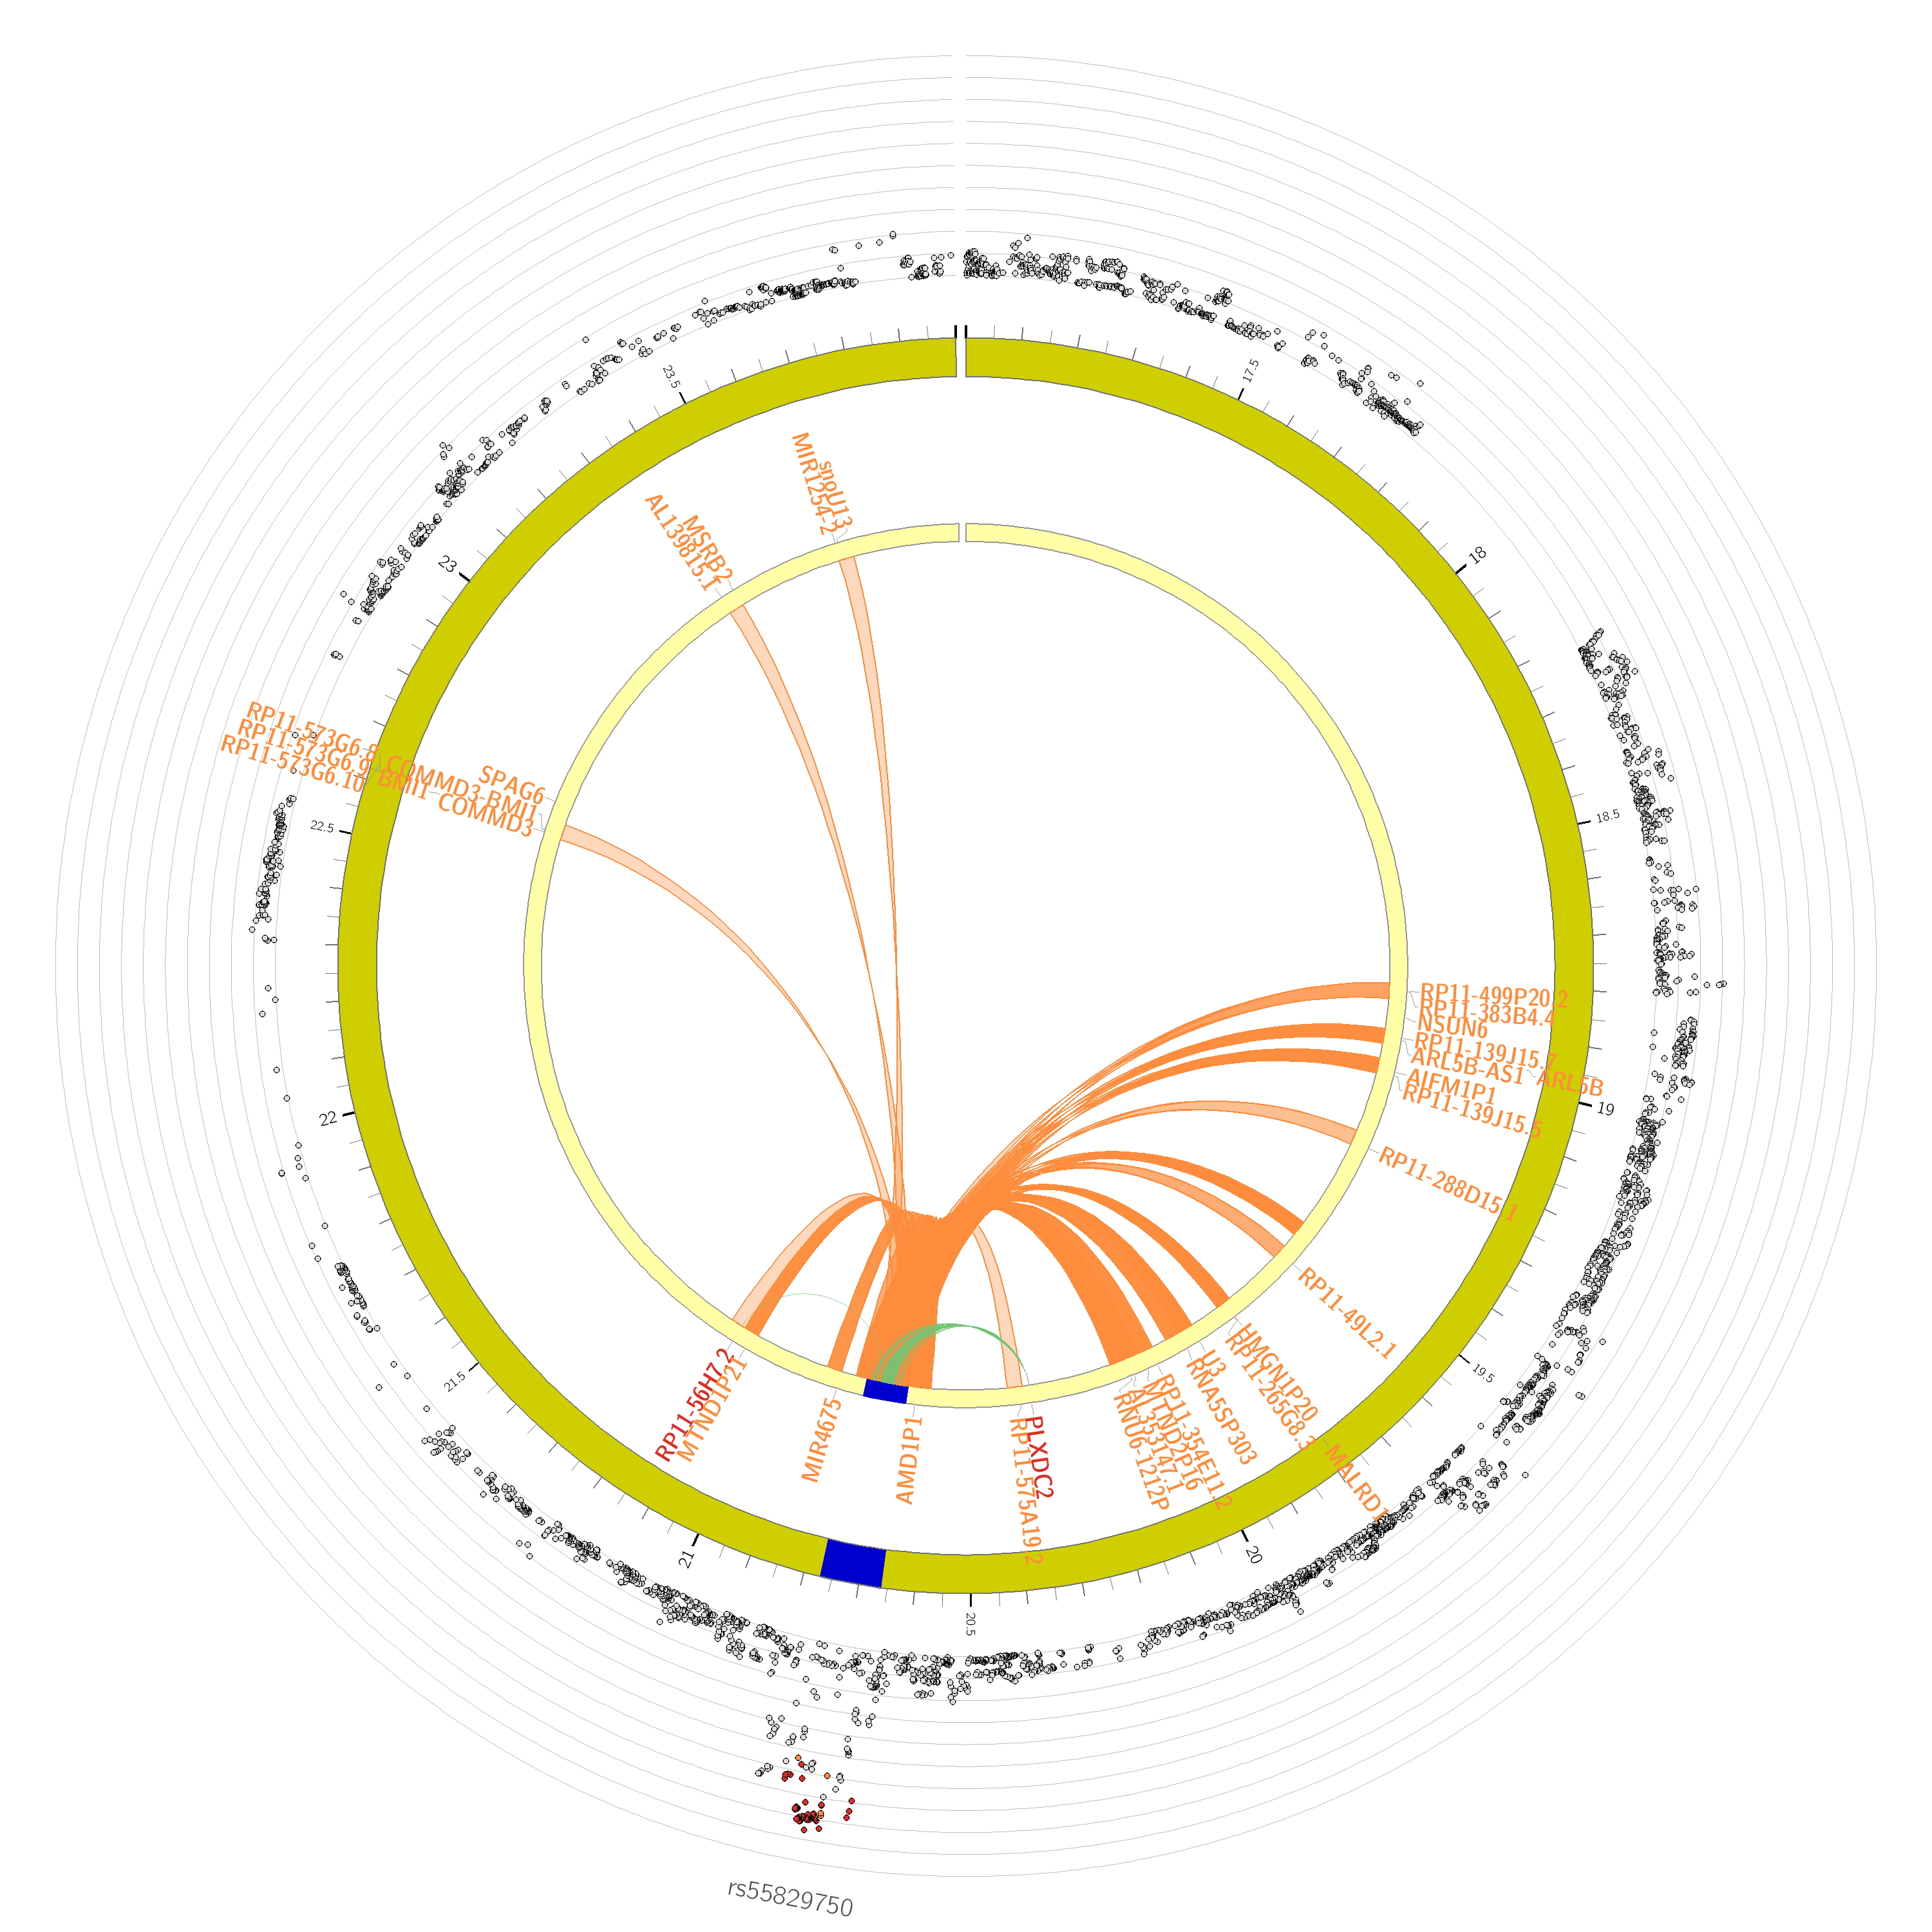 17.5
18
18.5
19
19.5
20
20.5
21
21.5
22
22.5
23
23.5
snoU13
MIR1254-2
MSRB2
AL139815.1
SPAG6
RP11-573G6.8 COMMD3-BMI1
RP11-573G6.9 BMI1 COMMD3
RP11-573G6.10
RP11-499P20.2
RP11-383B4.4
NSUN6
RP11-139J15.7
ARL5B-AS1 ARL5B
AIFM1P1
RP11-139J15.5
RP11-288D15.1
RP11-49L2.1
HMGN1P20 MALRD1
RP11-265G8.3
U3
RNA5SP303
RP11-354E11.2
MTND2P16
AL353147.1
RNU6-1212P
PLXDC2
RP11-575A19.2
AMD1P1
MIR4675
MTND1P21
RP11-56H7.2
rs55829750